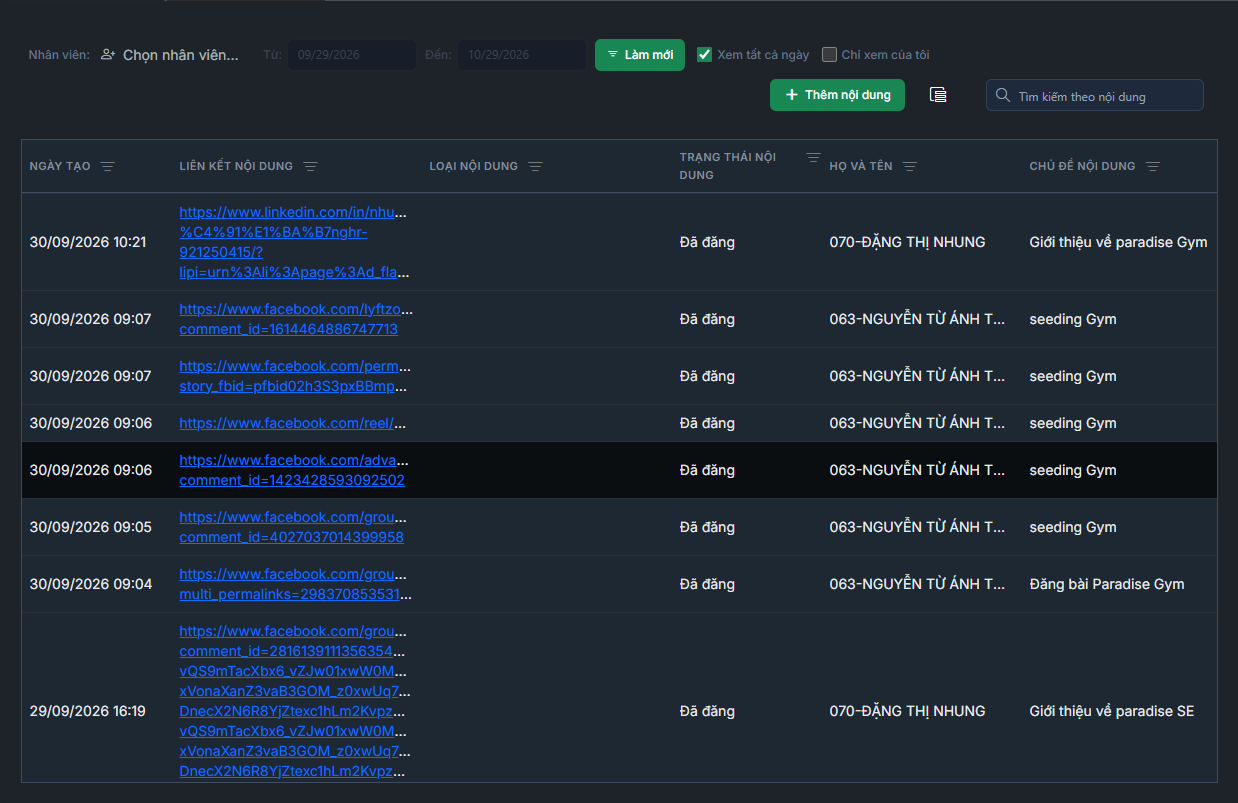 Nhân viên: Chọn nhân viên... Từ: 09/29/2026 Đến: 10/29/2026 Làm mới Xem tất cả ngày Chỉ xem của tôi
+ Thêm nội dung Tìm kiếm theo nội dung
NGÀY TẠO LIÊN KẾT NỘI DUNG LOẠI NỘI DUNG TRẠNG THÁI NỘI DUNG HỌ VÀ TÊN CHỦ ĐỀ NỘI DUNG
https://www.linkedin.com/in/nhu...
%C4%91%E1%BA%B7nghr-
921250415/?
lipi=urn%3Ali%3Apage%3Ad_fla...
30/09/2026 10:21 Đã đăng 070-ĐẶNG THỊ NHUNG Giới thiệu về paradise Gym
https://www.facebook.com/lyftzo...
comment_id=1614464886747713
30/09/2026 09:07 Đã đăng 063-NGUYỄN TỪ ÁNH T... seeding Gym
https://www.facebook.com/perm...
story_fbid=pfbid02h3S3pxBBmp...
30/09/2026 09:07 Đã đăng 063-NGUYỄN TỪ ÁNH T... seeding Gym
30/09/2026 09:06 https://www.facebook.com/reel/... Đã đăng 063-NGUYỄN TỪ ÁNH T... seeding Gym
https://www.facebook.com/adva...
comment_id=1423428593092502
30/09/2026 09:06 Đã đăng 063-NGUYỄN TỪ ÁNH T... seeding Gym
https://www.facebook.com/grou...
comment_id=4027037014399958
30/09/2026 09:05 Đã đăng 063-NGUYỄN TỪ ÁNH T... seeding Gym
https://www.facebook.com/grou...
multi_permalinks=298370853531...
30/09/2026 09:04 Đã đăng 063-NGUYỄN TỪ ÁNH T... Đăng bài Paradise Gym
https://www.facebook.com/grou...
comment_id=2816139111356354...
vQS9mTacXbx6_vZJw01xwW0M...
xVonaXanZ3vaB3GOM_z0xwUq7...
DnecX2N6R8YjZtexc1hLm2Kvpz...
vQS9mTacXbx6_vZJw01xwW0M...
xVonaXanZ3vaB3GOM_z0xwUq7...
DnecX2N6R8YjZtexc1hLm2Kvpz...
29/09/2026 16:19 Đã đăng 070-ĐẶNG THỊ NHUNG Giới thiệu về paradise SE